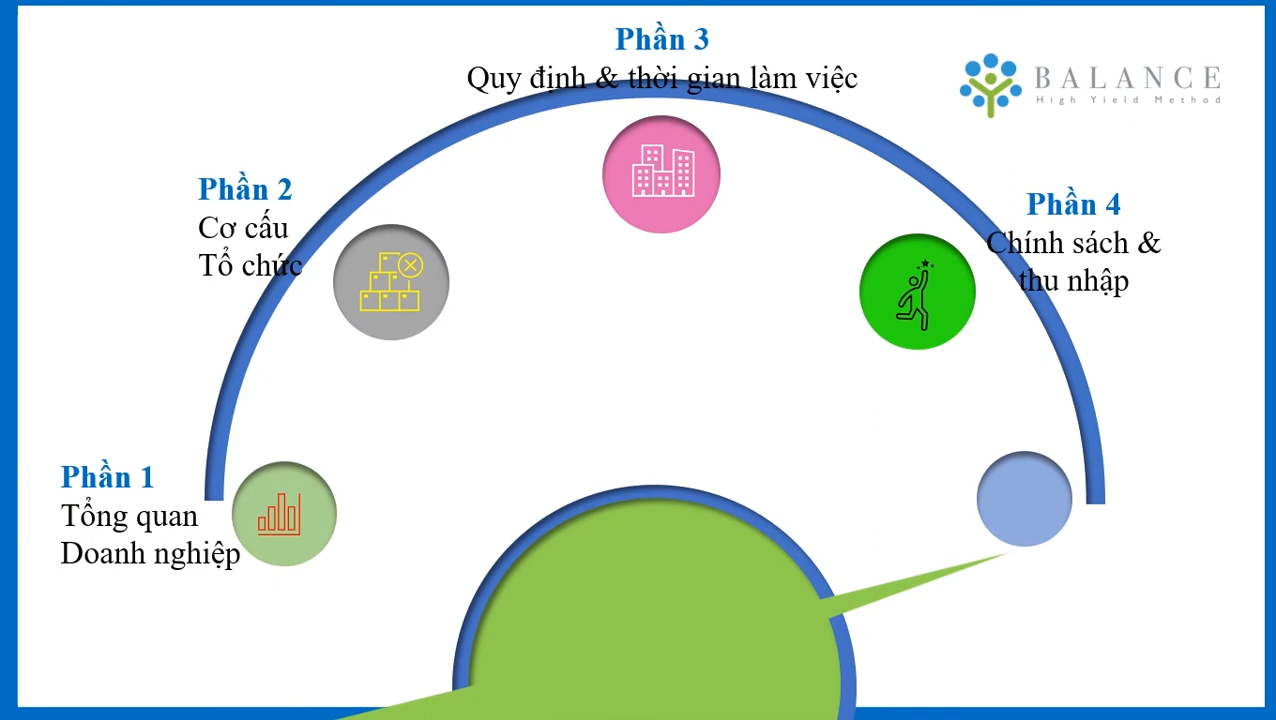 Phần 3
Quy định & thời gian làm việc
BALANCE
High Yield Method
Phần 2
Cơ cấu
Tổ chức
Phần 4
Chính sách &
thu nhập
Phần 1
Tổng quan
Doanh nghiệp